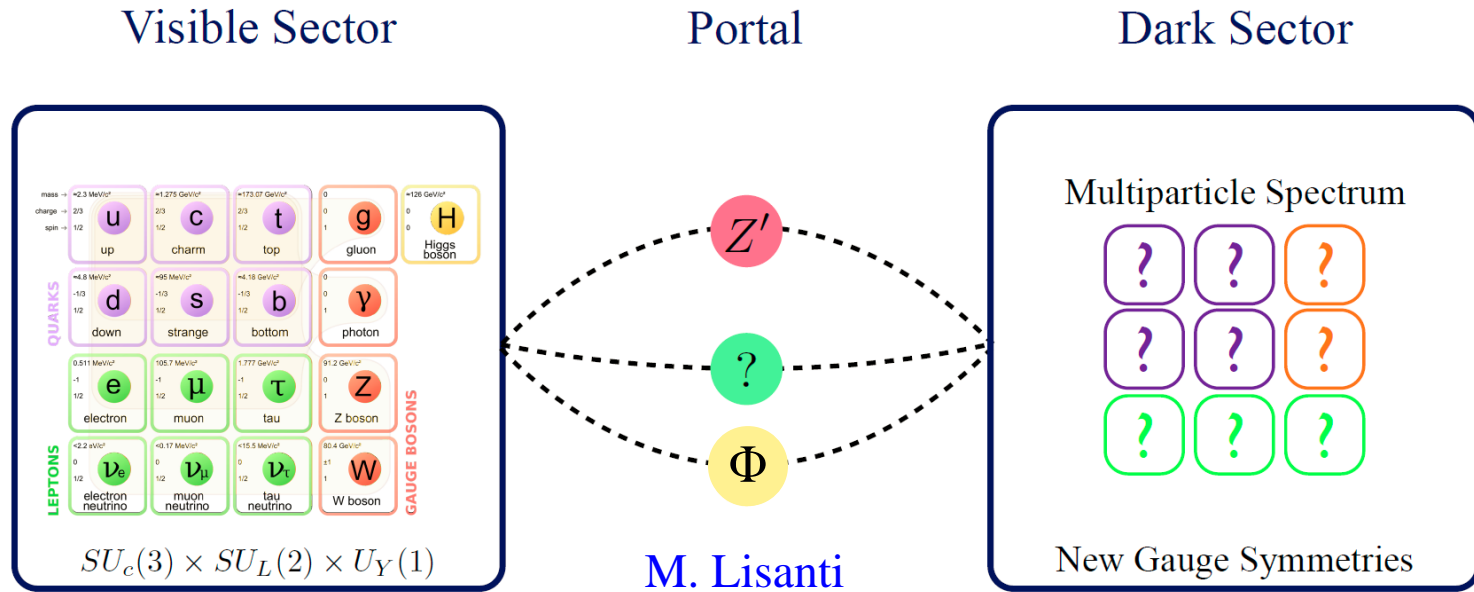 Visible Sector
Portal
Dark Sector
mass → ≈2.3 MeV/c² ≈1.275 GeV/c² ≈173.07 GeV/c² 0 ≈126 GeV/c²
charge → 2/3 2/3 2/3 0 0
spin → 1/2 1/2 1/2 1 0
u c t g H
up charm top gluon Higgs
boson
QUARKS
≈4.8 MeV/c² ≈95 MeV/c² ≈4.18 GeV/c² 0
-1/3 -1/3 -1/3 0
1/2 1/2 1/2 1
d s b γ
down strange bottom photon
0.511 MeV/c² 105.7 MeV/c² 1.777 GeV/c² 91.2 GeV/c²
-1 -1 -1 0
1/2 1/2 1/2 1
e μ τ Z
electron muon tau Z boson
LEPTONS
<2.2 eV/c² <0.17 MeV/c² <15.5 MeV/c² 80.4 GeV/c²
0 0 0 ±1
1/2 1/2 1/2 1
νe νμ ντ W
electron muon tau W boson
neutrino neutrino neutrino
GAUGE BOSONS
SUc(3) × SUL(2) × UY(1)
Z′
?
Φ
M. Lisanti
Multiparticle Spectrum
? ? ?
? ? ?
? ? ?
New Gauge Symmetries